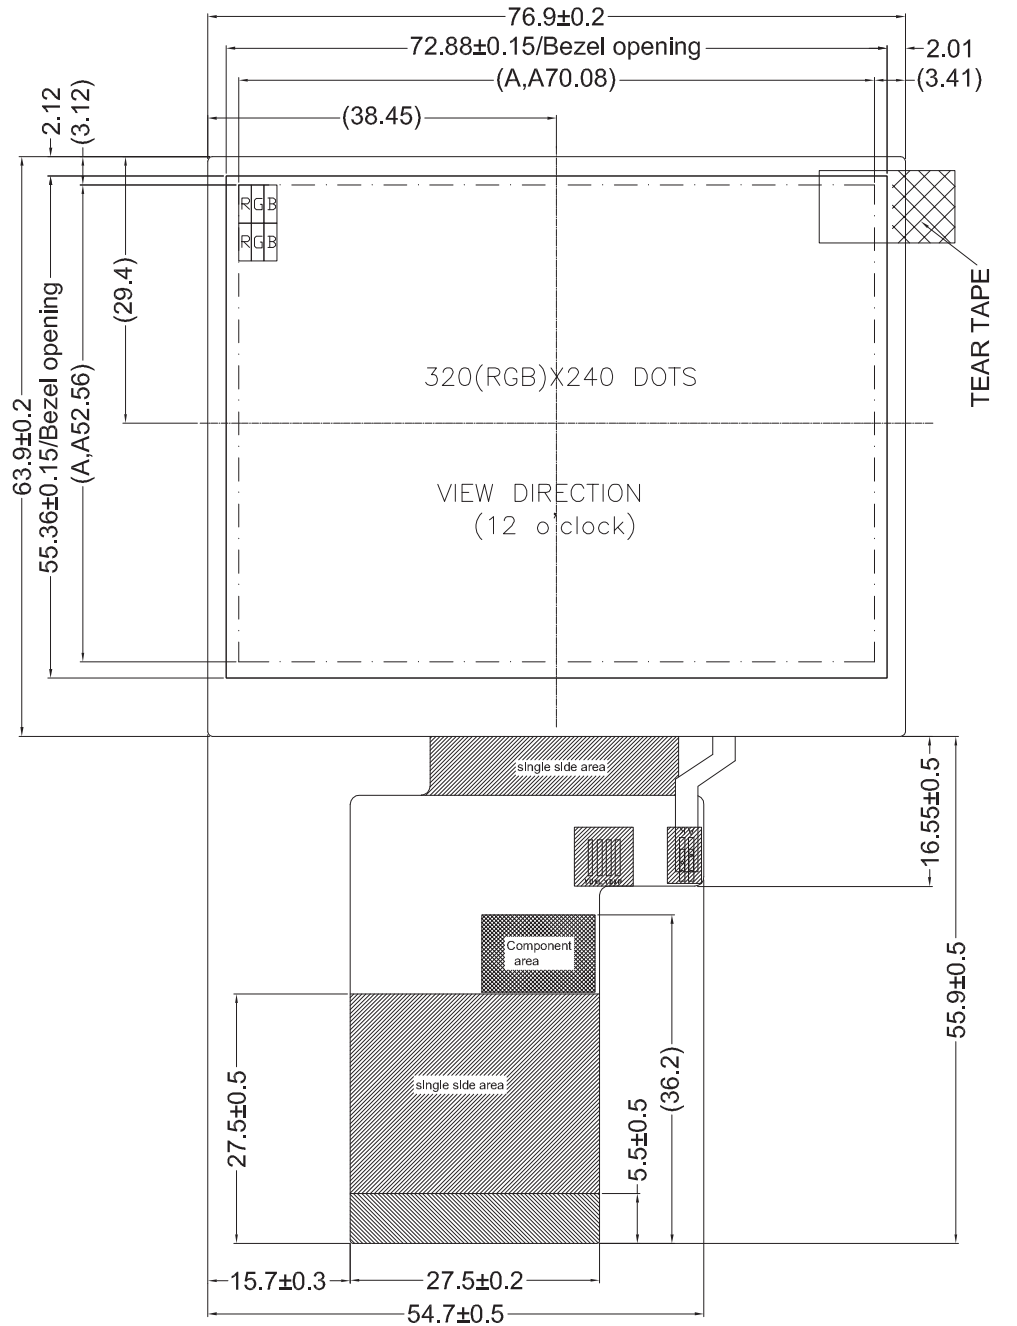 76.9±0.2
72.88±0.15/Bezel opening
2.01
(A,A70.08)
(3.41)
(38.45)
2.12
(3.12)
RGB
RGB
TEAR TAPE
(29.4)
320(RGB)X240 DOTS
63.9±0.2
55.36±0.15/Bezel opening
(A,A52.56)
VIEW DIRECTION
(12 o'clock)
single side area
16.55±0.5
Component
area
55.9±0.5
single side area
27.5±0.5
(36.2)
5.5±0.5
15.7±0.3
27.5±0.2
54.7±0.5